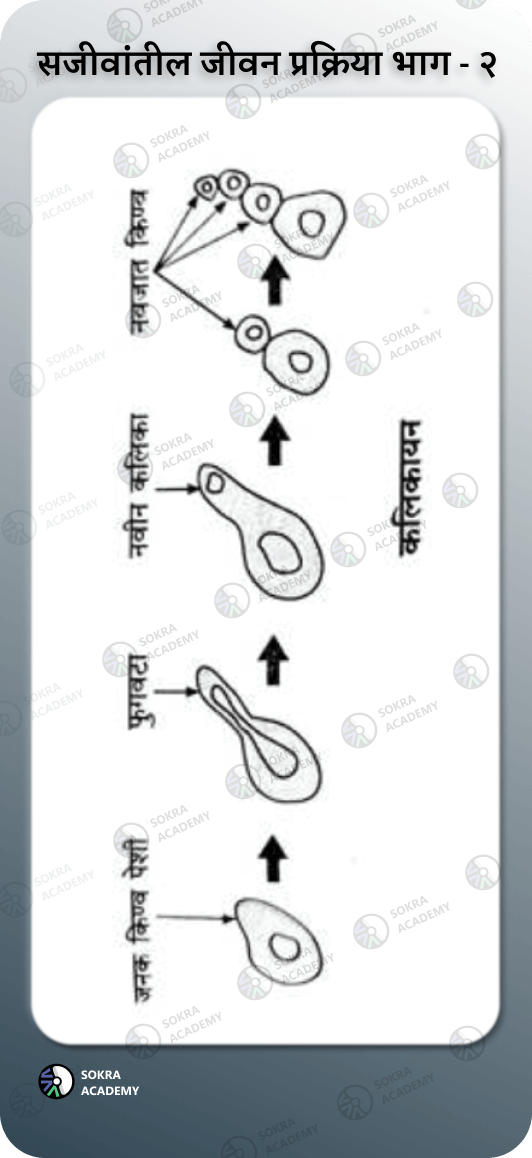 सजीवांतील जीवन प्रक्रिया भाग - २
जनक किण्व पेशी
फुगवटा
नवीन कलिका
नवजात किण्व
कलिकायन
SOKRA
ACADEMY